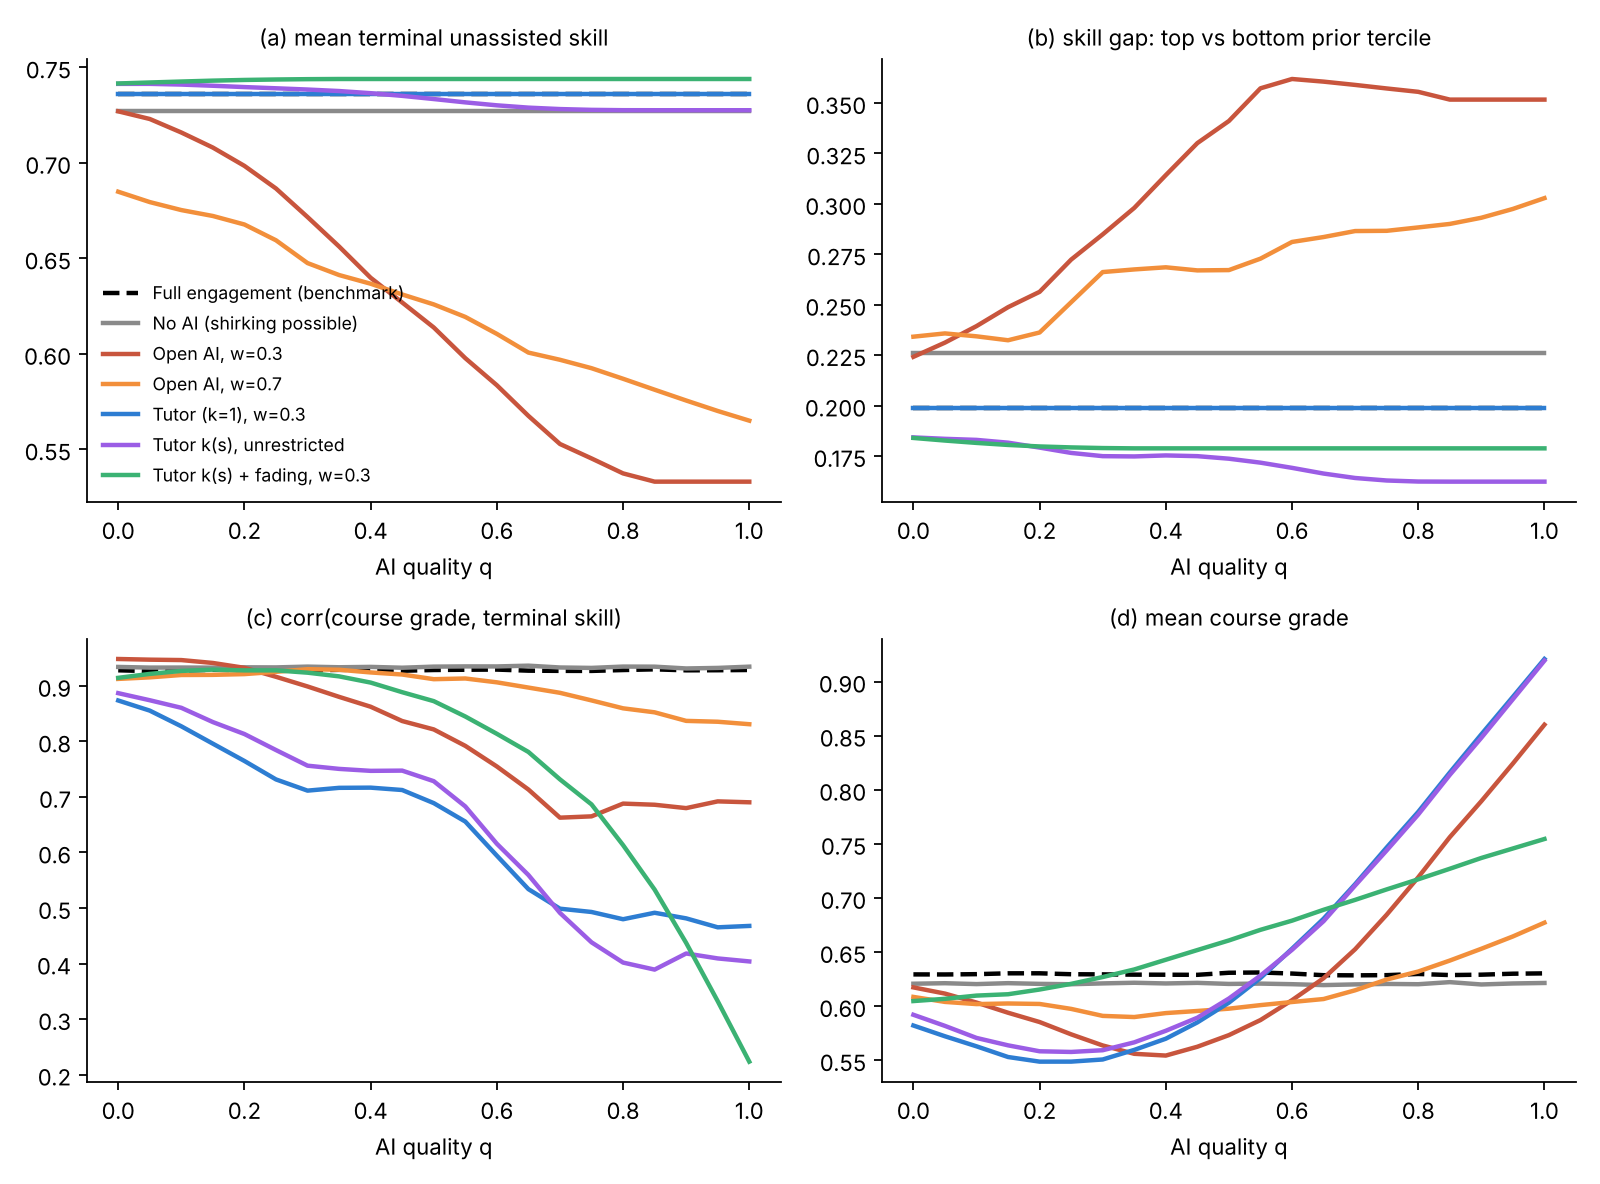 (a) mean terminal unassisted skill
0.75
0.70
0.65
0.60
0.55
Full engagement (benchmark)
No AI (shirking possible)
Open AI, w=0.3
Open AI, w=0.7
Tutor (k=1), w=0.3
Tutor k(s), unrestricted
Tutor k(s) + fading, w=0.3
0.0 0.2 0.4 0.6 0.8 1.0
AI quality q
(b) skill gap: top vs bottom prior tercile
0.350
0.325
0.300
0.275
0.250
0.225
0.200
0.175
0.0 0.2 0.4 0.6 0.8 1.0
AI quality q
(c) corr(course grade, terminal skill)
0.9
0.8
0.7
0.6
0.5
0.4
0.3
0.2
0.0 0.2 0.4 0.6 0.8 1.0
AI quality q
(d) mean course grade
0.90
0.85
0.80
0.75
0.70
0.65
0.60
0.55
0.0 0.2 0.4 0.6 0.8 1.0
AI quality q